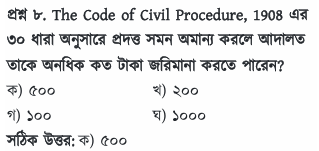 প্রশ্ন ৮. The Code of Civil Procedure, 1908 এর
৩০ ধারা অনুসারে প্রদত্ত সমন অমান্য করলে আদালত
তাকে অনধিক কত টাকা জরিমানা করতে পারেন?
ক) ৫০০ খ) ২০০
গ) ১০০ ঘ) ১০০০
সঠিক উত্তর: ক) ৫০০